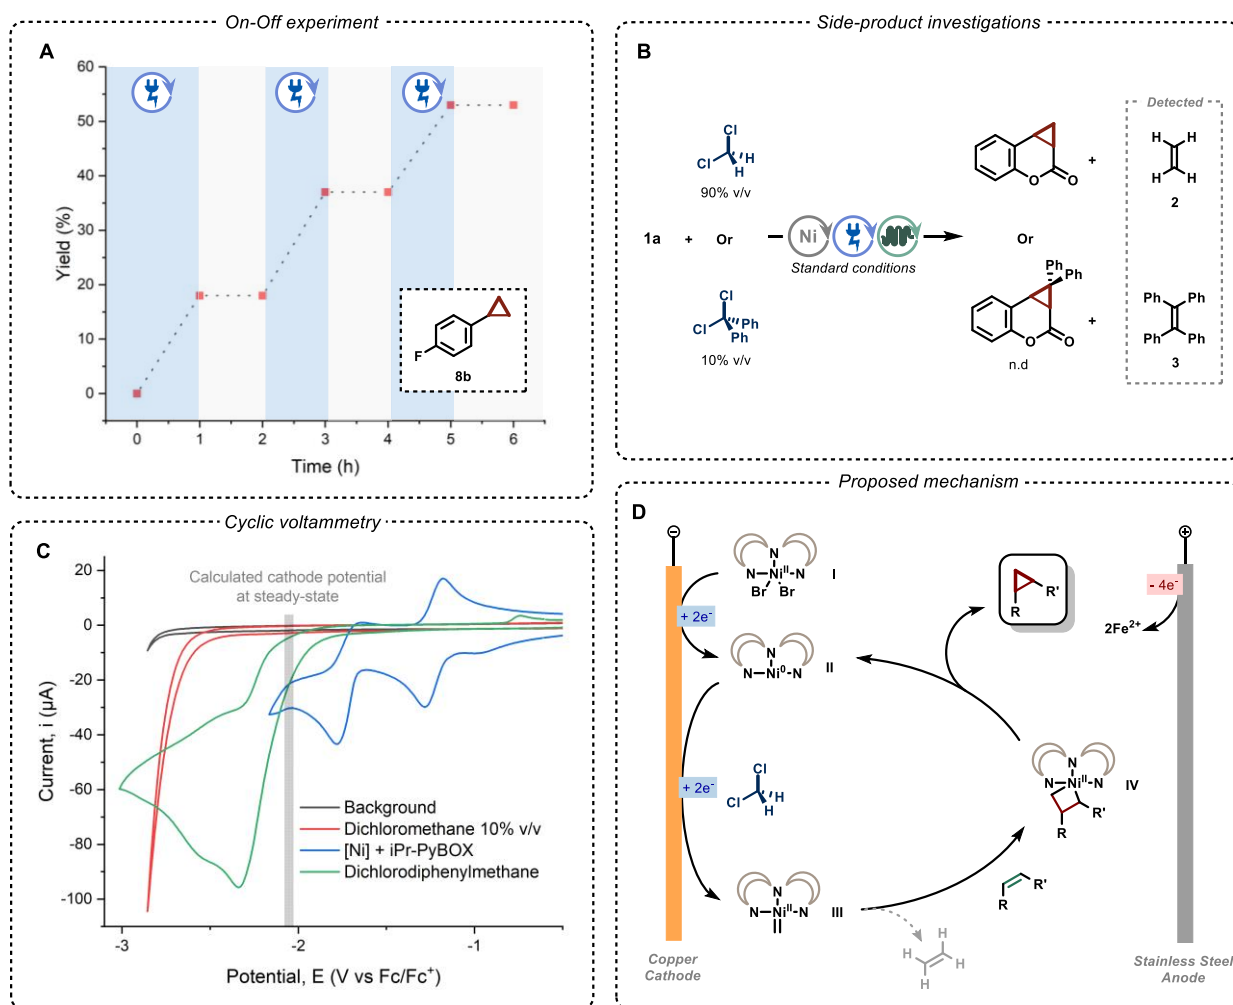 On-Off experiment
A
60
50
40
30
20
10
0
Yield (%)
0 1 2 3 4 5 6
Time (h)
F
8b
Side-product investigations
B
Cl
Cl
H
H
90% v/v
1a + Or
Cl
Cl
Ph
Ph
10% v/v
Ni
Standard conditions
O O
+
Or
Ph
Ph
O O
+
n.d
Detected
H H
H H
2
Ph Ph
Ph Ph
3
Cyclic voltammetry
C
20
0
-20
-40
-60
-80
-100
Current, i (µA)
Calculated cathode potential
at steady-state
Background
Dichloromethane 10% v/v
[Ni] + iPr-PyBOX
Dichlorodiphenylmethane
-3 -2 -1
Potential, E (V vs Fc/Fc⁺)
Proposed mechanism
D
−
+ 2e⁻
+ 2e⁻
Copper
Cathode
N
N Niᴵᴵ N
Br Br
I
N
N Ni⁰ N
II
Cl
Cl
H
H
N
N Niᴵᴵ N
III
H
H
H
H
R R'
R R'
N
N Niᴵᴵ N
R'
R
IV
+
- 4e⁻
2Fe²⁺
Stainless Steel
Anode